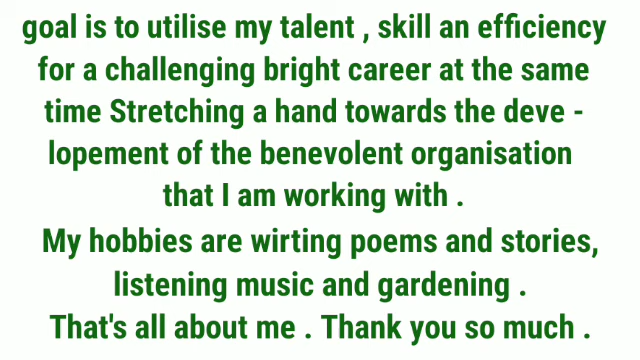 goal is to utilise my talent , skill an efficiency
for a challenging bright career at the same
time Stretching a hand towards the deve -
lopement of the benevolent organisation
that I am working with .
My hobbies are wirting poems and stories,
listening music and gardening .
That's all about me . Thank you so much .